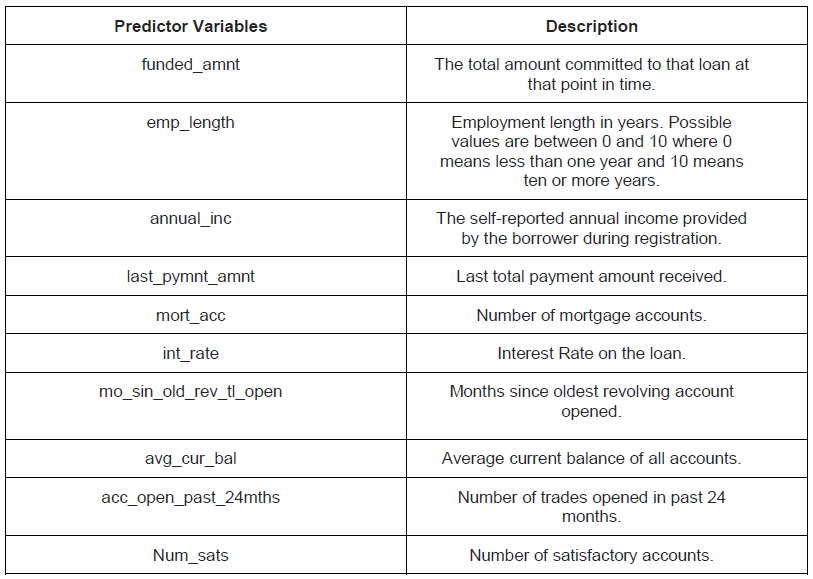 Predictor Variables Description
funded_amnt The total amount committed to that loan at
that point in time.
emp_length Employment length in years. Possible
values are between 0 and 10 where 0
means less than one year and 10 means
ten or more years.
annual_inc The self-reported annual income provided
by the borrower during registration.
last_pymnt_amnt Last total payment amount received.
mort_acc Number of mortgage accounts.
int_rate Interest Rate on the loan.
mo_sin_old_rev_tl_open Months since oldest revolving account
opened.
avg_cur_bal Average current balance of all accounts.
acc_open_past_24mths Number of trades opened in past 24
months.
Num_sats Number of satisfactory accounts.